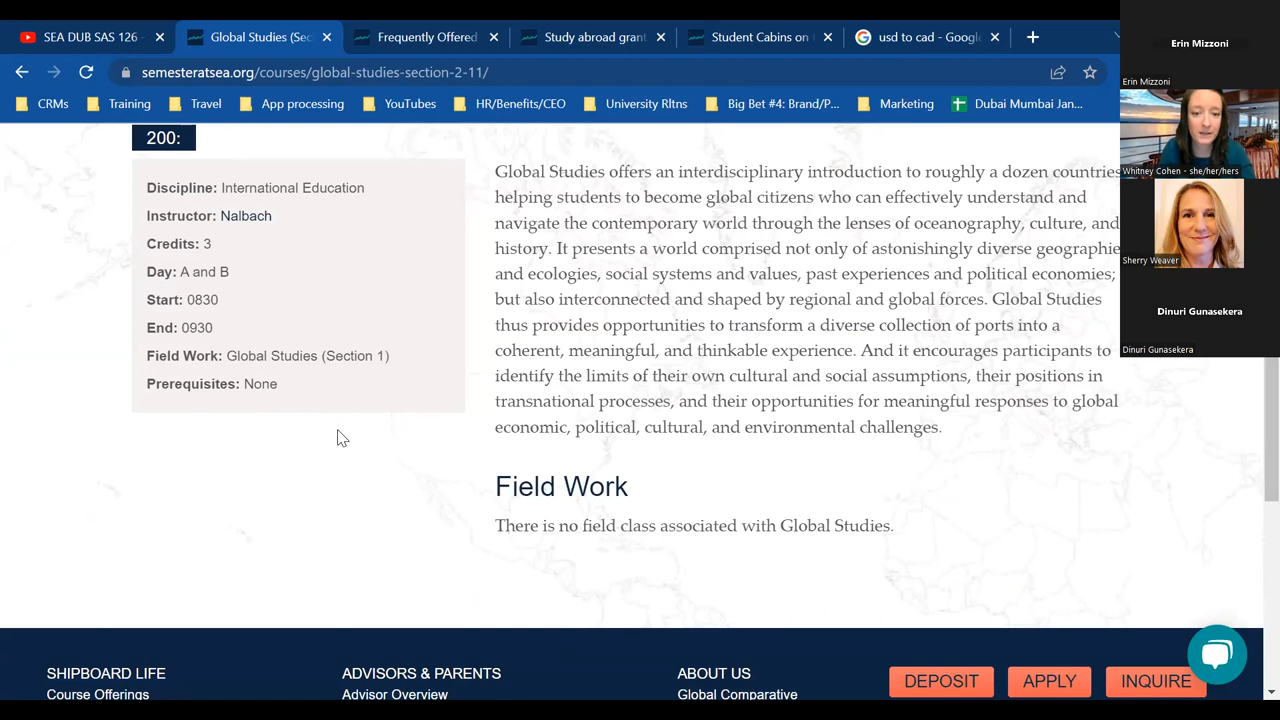 SEA DUB SAS 126 -
Global Studies (Sec
Frequently Offered
Study abroad grant
Student Cabins on t
usd to cad - Google
semesteratsea.org/courses/global-studies-section-2-11/
CRMs
Training
Travel
App processing
YouTubes
HR/Benefits/CEO
University Rltns
Big Bet #4: Brand/P...
Marketing
Dubai Mumbai Jan...
Erin Mizzoni
Erin Mizzoni
Whitney Cohen - she/her/hers
Sherry Weaver
Dinuri Gunasekera
Dinuri Gunasekera
200:
Discipline: International Education
Instructor: Nalbach
Credits: 3
Day: A and B
Start: 0830
End: 0930
Field Work: Global Studies (Section 1)
Prerequisites: None
Global Studies offers an interdisciplinary introduction to roughly a dozen countries
helping students to become global citizens who can effectively understand and
navigate the contemporary world through the lenses of oceanography, culture, and
history. It presents a world comprised not only of astonishingly diverse geographie
and ecologies, social systems and values, past experiences and political economies;
but also interconnected and shaped by regional and global forces. Global Studies
thus provides opportunities to transform a diverse collection of ports into a
coherent, meaningful, and thinkable experience. And it encourages participants to
identify the limits of their own cultural and social assumptions, their positions in
transnational processes, and their opportunities for meaningful responses to global
economic, political, cultural, and environmental challenges.
Field Work
There is no field class associated with Global Studies.
SHIPBOARD LIFE
Course Offerings
ADVISORS & PARENTS
Advisor Overview
ABOUT US
Global Comparative
DEPOSIT
APPLY
INQUIRE